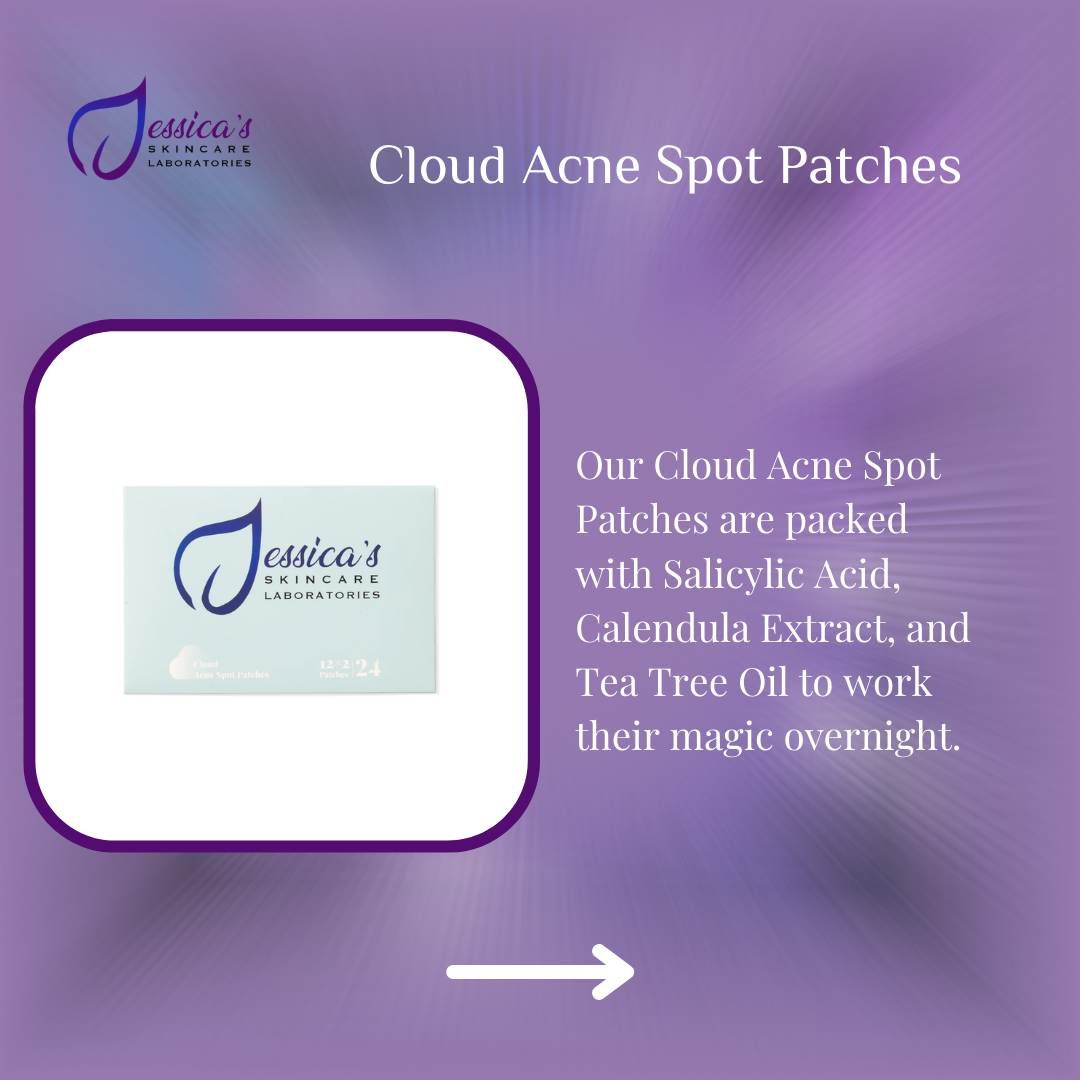 Jessica's
SKINCARE
LABORATORIES
Cloud Acne Spot Patches
Jessica's
SKINCARE
LABORATORIES
Cloud
Acne Spot Patches
12×2
Patches
24
Our Cloud Acne Spot
Patches are packed
with Salicylic Acid,
Calendula Extract, and
Tea Tree Oil to work
their magic overnight.